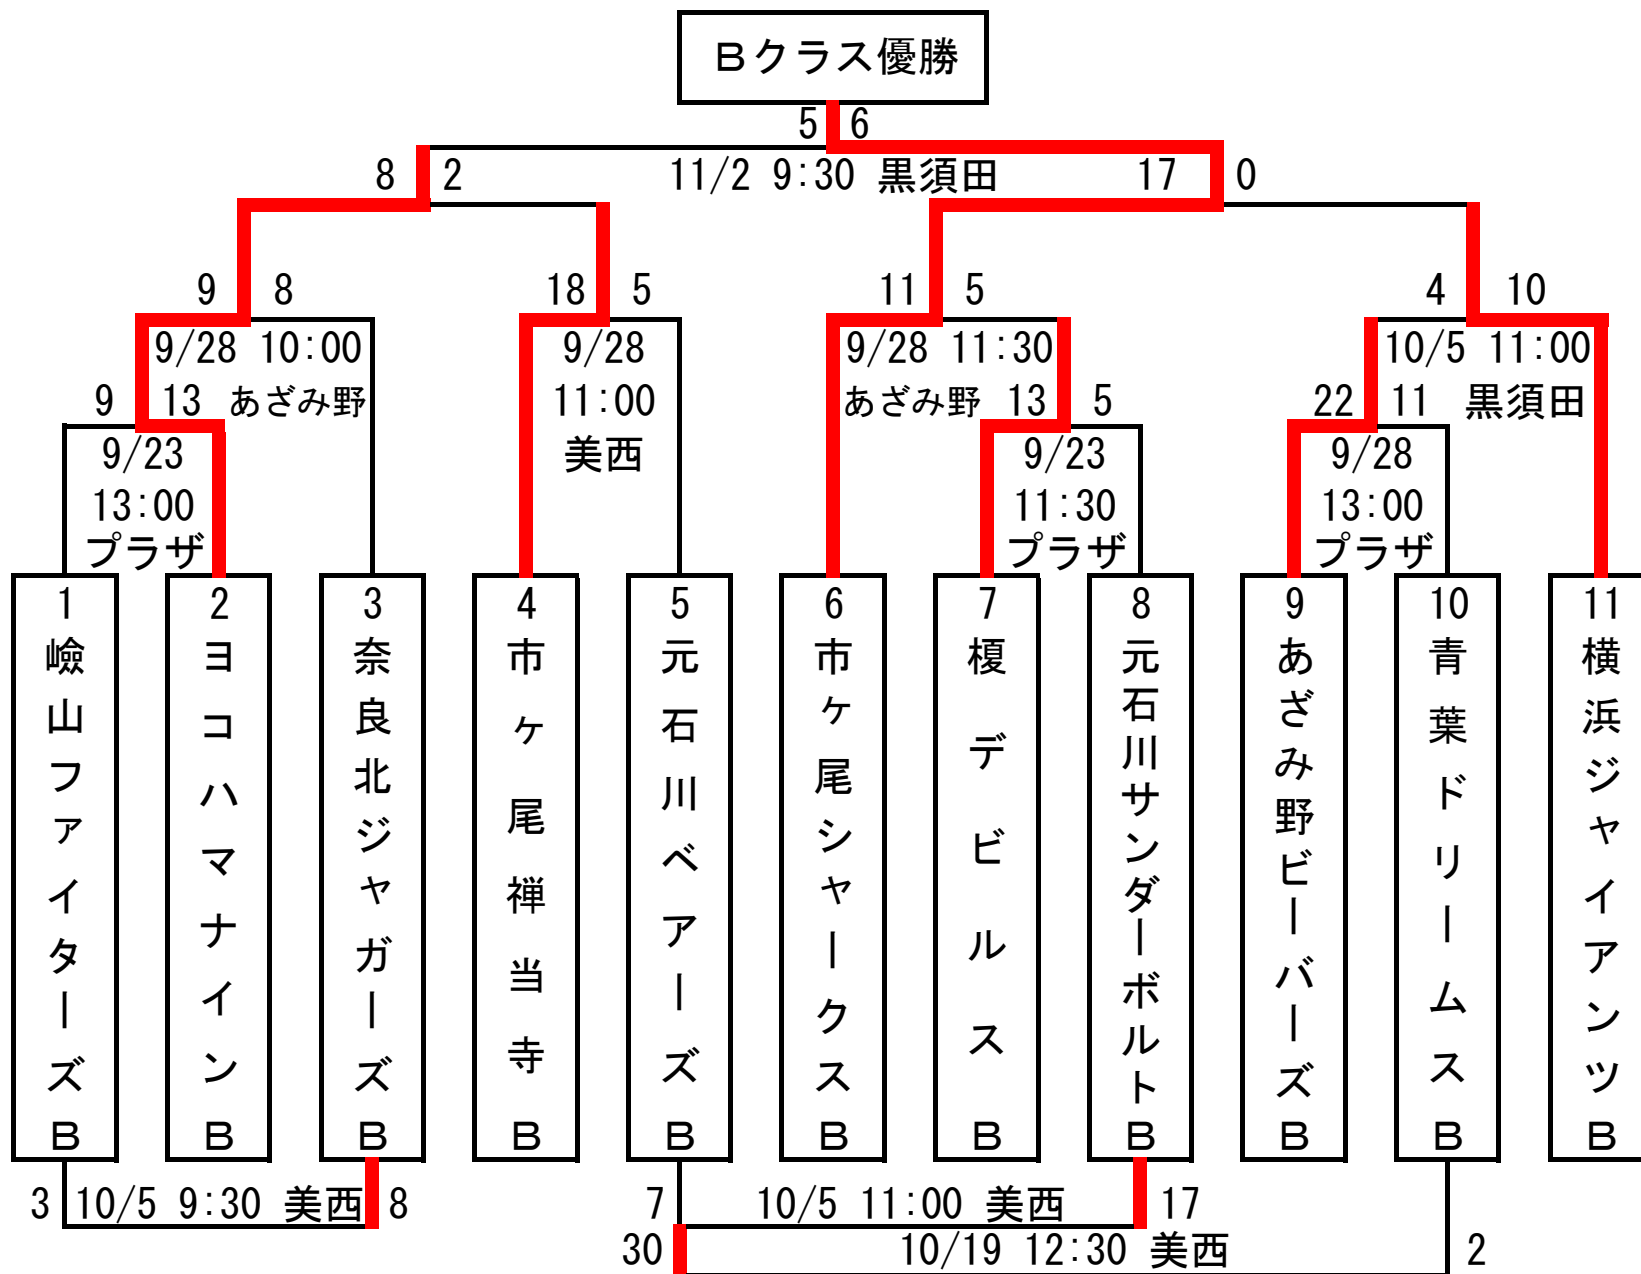 Bクラス優勝
5 6
8 2 11/2 9:30 黒須田 17 0
9 8 18 5 11 5 4 10
9/28 10:00 9/28 9/28 11:30 10/5 11:00
9 13 あざみ野 11:00 あざみ野 13 5 22 11 黒須田
9/23 美西 9/23 9/28
13:00 11:30 13:00
プラザ プラザ プラザ
1 嶮山ファイターズB
2 ヨコハマナインB
3 奈良北ジャガーズB
4 市ヶ尾禅当寺B
5 元石川ベアーズB
6 市ヶ尾シャークスB
7 榎デビルスB
8 元石川サンダーボルトB
9 あざみ野ビーバーズB
10 青葉ドリームスB
11 横浜ジャイアンツB
3 10/5 9:30 美西 8 7 10/5 11:00 美西 17
30 10/19 12:30 美西 2